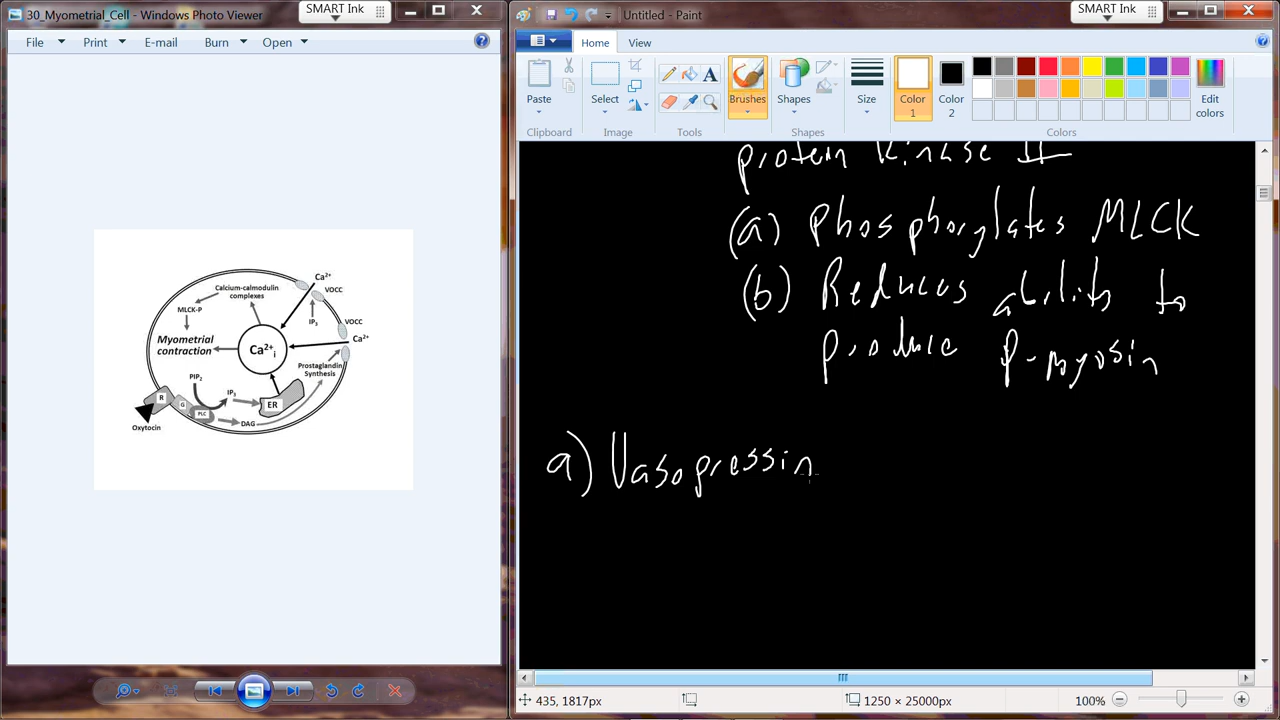 30_Myometrial_Cell - Windows Photo Viewer
SMART Ink
File Print E-mail Burn Open
Ca2+
VOCC
Calcium-calmodulin
complexes
MLCK-P
IP3
VOCC
Ca2+
Myometrial
contraction
Ca2+i
Prostaglandin
Synthesis
PIP2
IP3
ER
R
G
PLC
DAG
Oxytocin
Untitled - Paint
SMART Ink
Home View
Paste
Select
Brushes
Shapes
Size
Color
1
Color
2
Edit
colors
Clipboard Image Tools Shapes Colors
protein kinase II
(a) Phosphorylates MLCK
(b) Reduces ability to
produce P-myosin
a) Vasopressin
435, 1817px 1250 × 25000px 100%